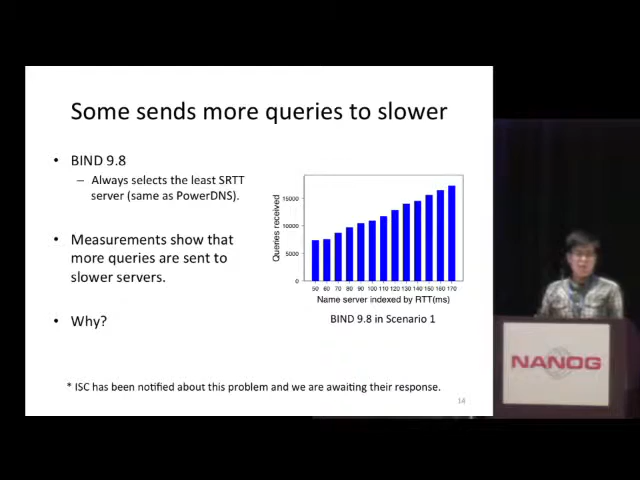 Some sends more queries to slower
• BIND 9.8
– Always selects the least SRTT
server (same as PowerDNS).
• Measurements show that
more queries are sent to
slower servers.
• Why?
Queries received
15000
10000
5000
0
50 60 70 80 90 100 110 120 130 140 150 160 170
Name server indexed by RTT(ms)
BIND 9.8 in Scenario 1
* ISC has been notified about this problem and we are awaiting their response.
14
NANOG